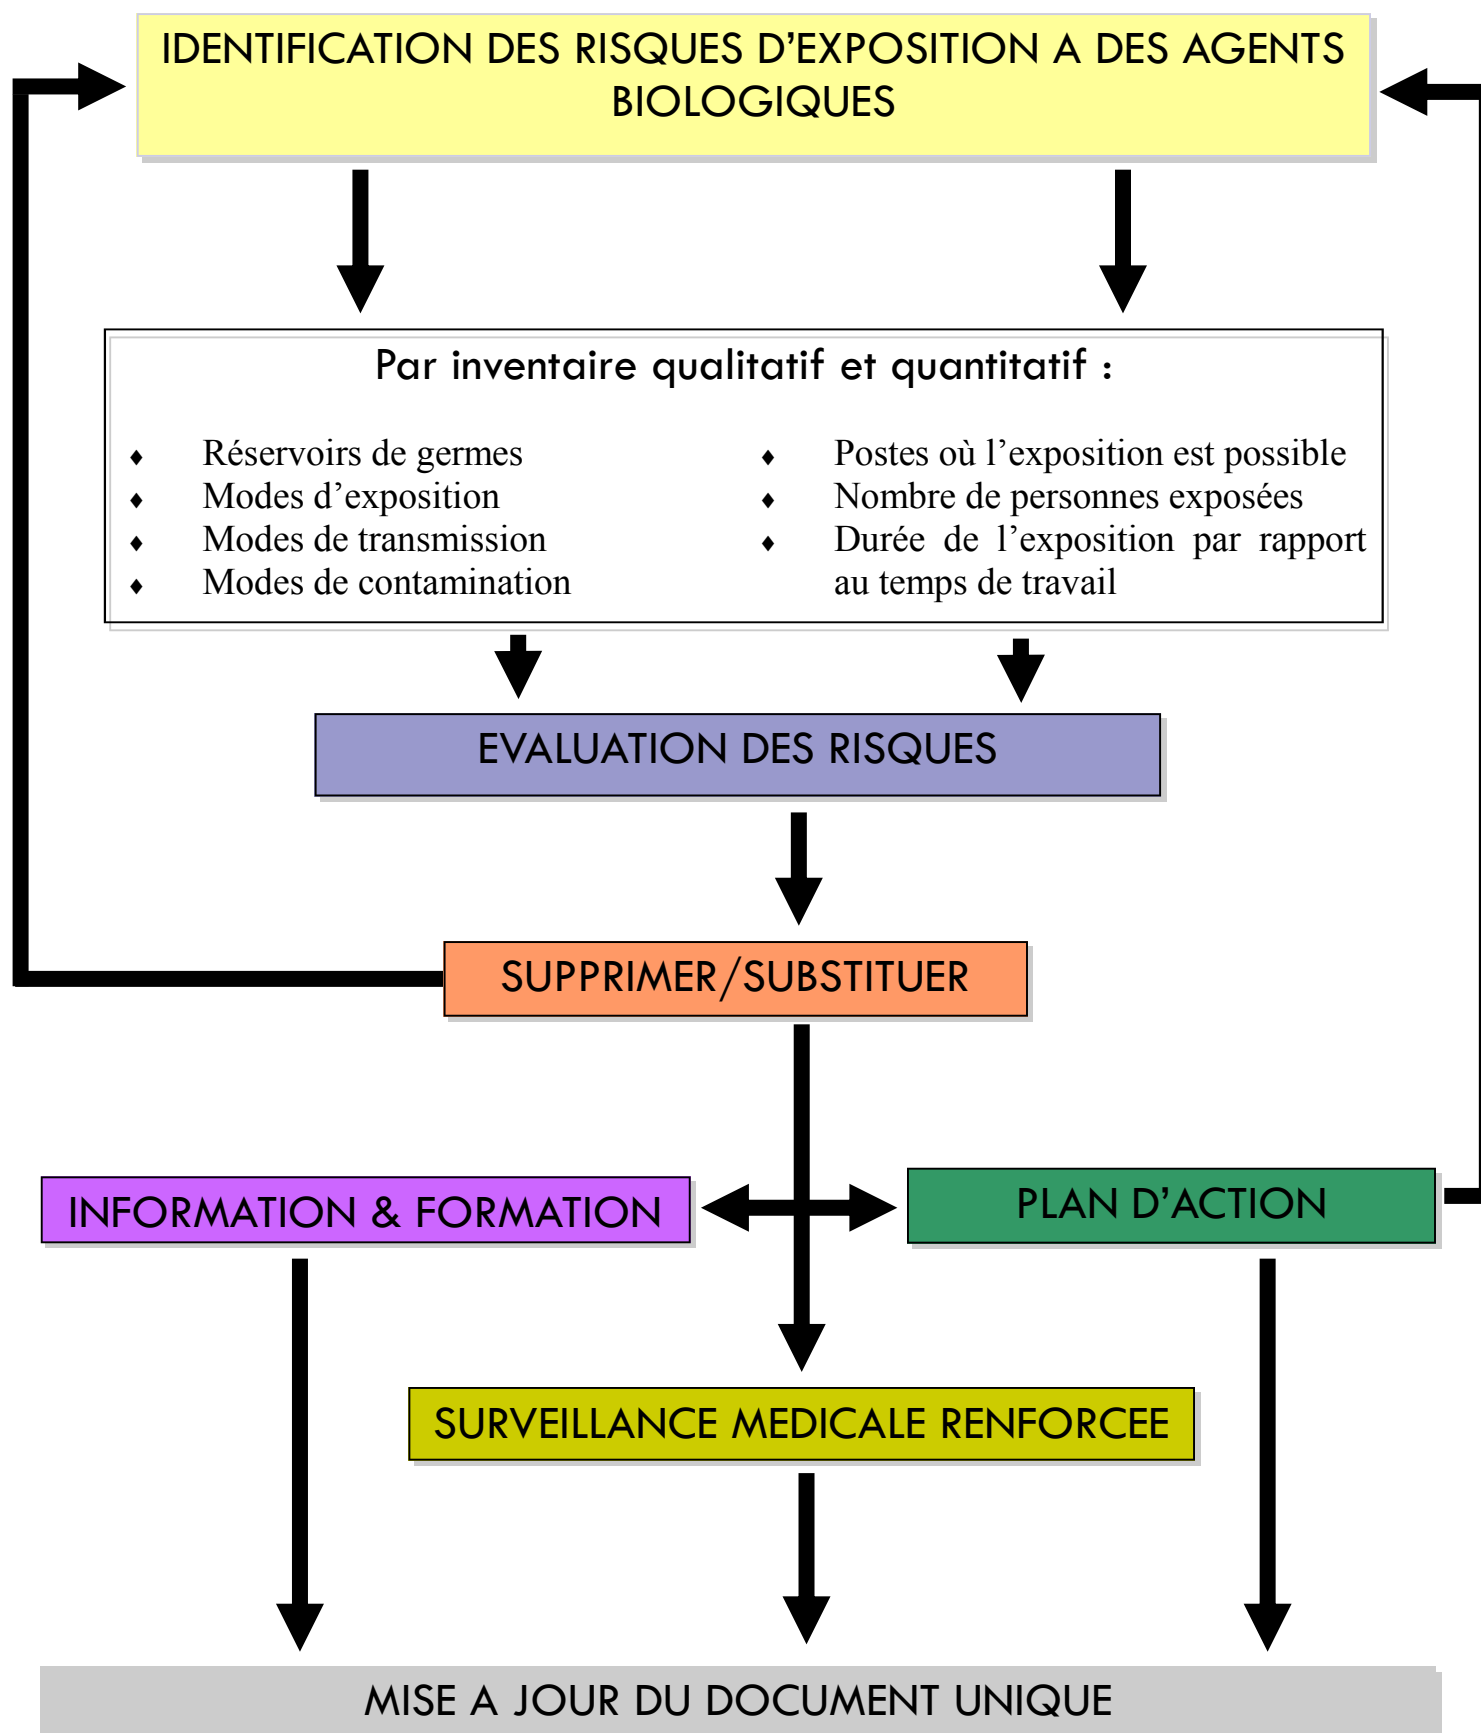 IDENTIFICATION DES RISQUES D’EXPOSITION A DES AGENTS
BIOLOGIQUES
Par inventaire qualitatif et quantitatif :
♦ Réservoirs de germes
♦ Modes d’exposition
♦ Modes de transmission
♦ Modes de contamination
♦ Postes où l’exposition est possible
♦ Nombre de personnes exposées
♦ Durée de l’exposition par rapport
au temps de travail
EVALUATION DES RISQUES
SUPPRIMER/SUBSTITUER
INFORMATION & FORMATION
PLAN D’ACTION
SURVEILLANCE MEDICALE RENFORCEE
MISE A JOUR DU DOCUMENT UNIQUE